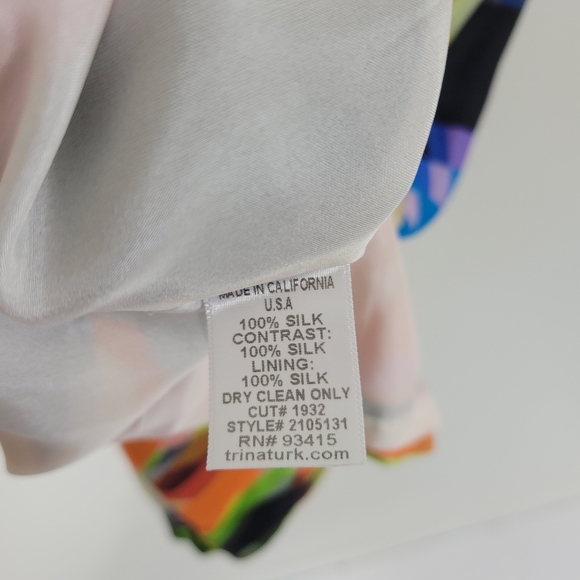 MADE IN CALIFORNIA
U.S.A
100% SILK
CONTRAST:
100% SILK
LINING:
100% SILK
DRY CLEAN ONLY
CUT# 1932
STYLE# 2105131
RN# 93415
trinaturk.com